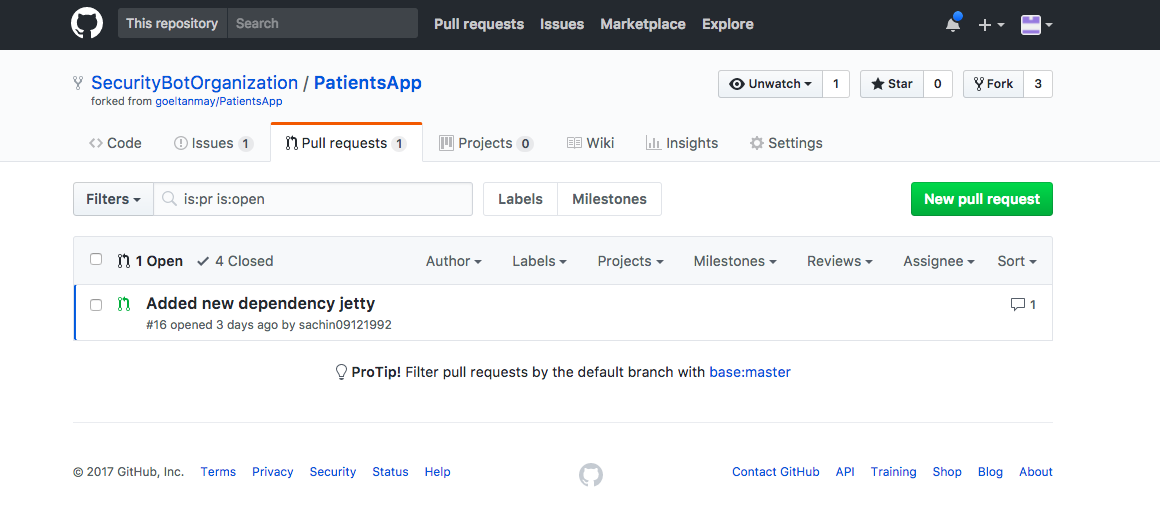 This repository Search Pull requests Issues Marketplace Explore
SecurityBotOrganization / PatientsApp
forked from goeltanmay/PatientsApp
Unwatch 1 Star 0 Fork 3
Code Issues 1 Pull requests 1 Projects 0 Wiki Insights Settings
Filters is:pr is:open Labels Milestones New pull request
1 Open 4 Closed Author Labels Projects Milestones Reviews Assignee Sort
Added new dependency jetty 1
#16 opened 3 days ago by sachin09121992
ProTip! Filter pull requests by the default branch with base:master
© 2017 GitHub, Inc. Terms Privacy Security Status Help Contact GitHub API Training Shop Blog About